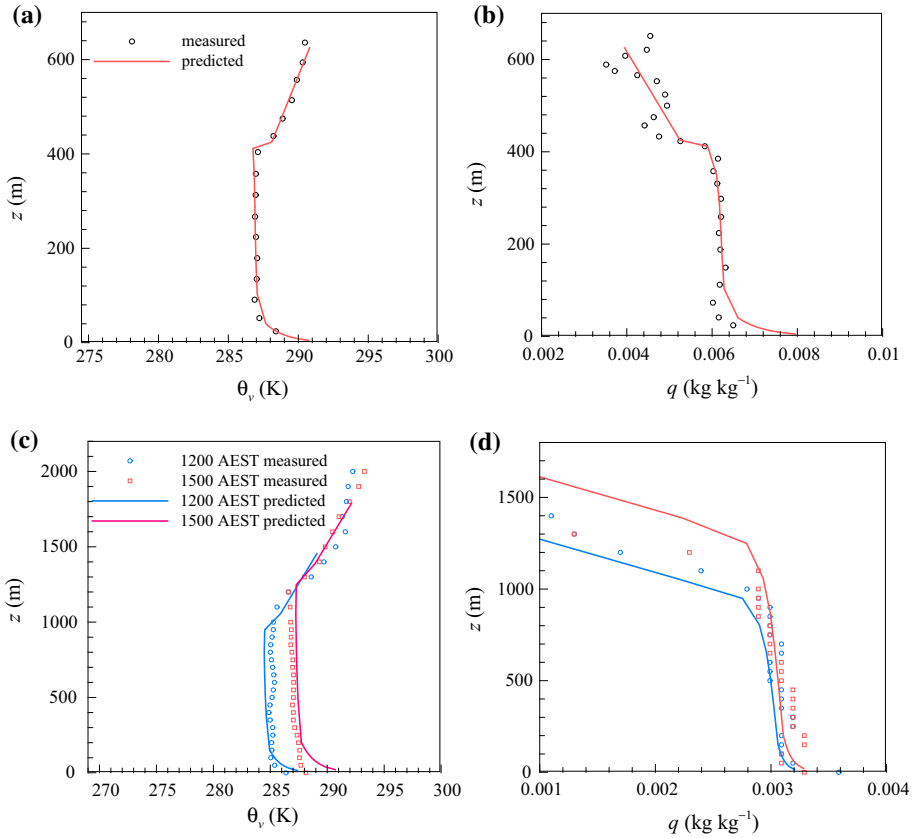 (a)
measured
predicted
600
400
200
0
z (m)
275
280
285
290
295
300
θv (K)
(b)
600
400
200
0
z (m)
0.002
0.004
0.006
0.008
0.01
q (kg kg⁻¹)
(c)
1200 AEST measured
1500 AEST measured
1200 AEST predicted
1500 AEST predicted
2000
1500
1000
500
0
z (m)
270
275
280
285
290
295
300
θv (K)
(d)
1500
1000
500
0
z (m)
0.001
0.002
0.003
0.004
q (kg kg⁻¹)